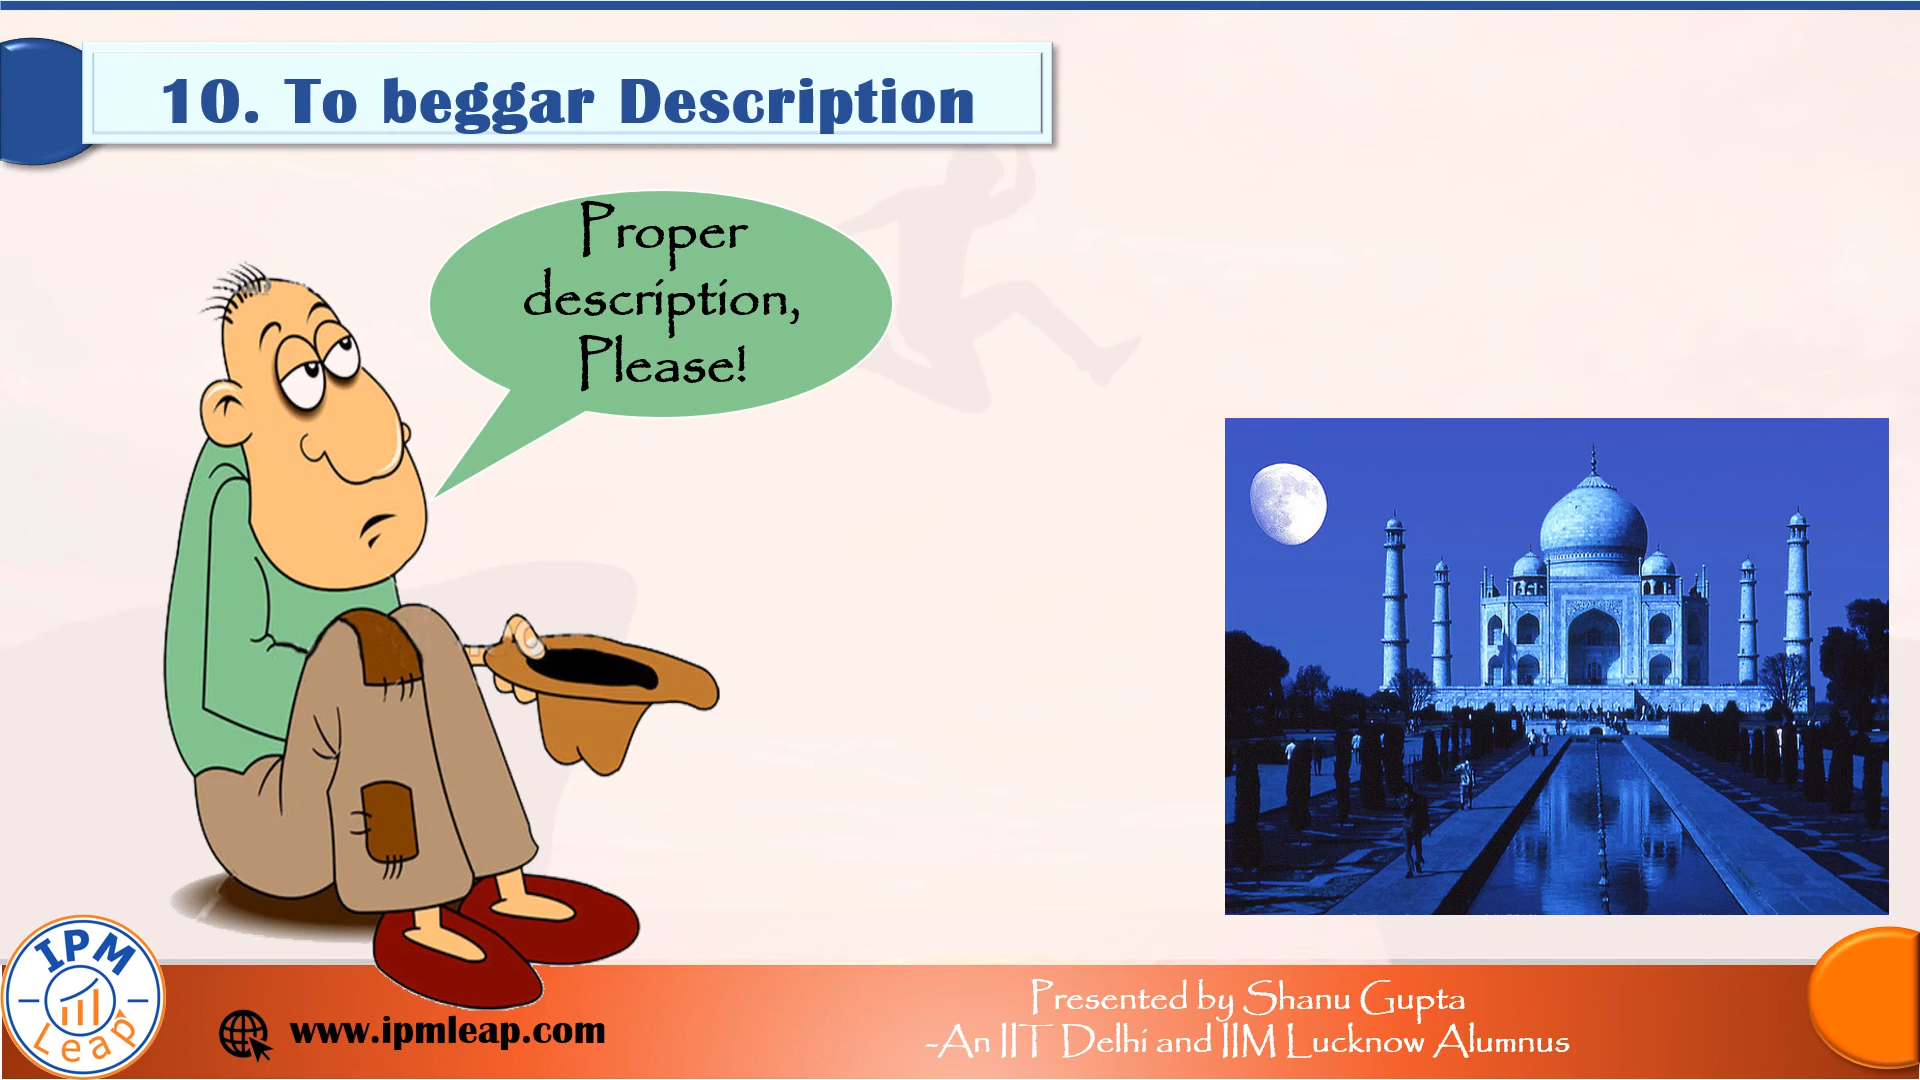 10. To beggar Description
Proper
description,
Please!
IPM
Leap
www.ipmleap.com
Presented by Shanu Gupta
-An IIT Delhi and IIM Lucknow Alumnus